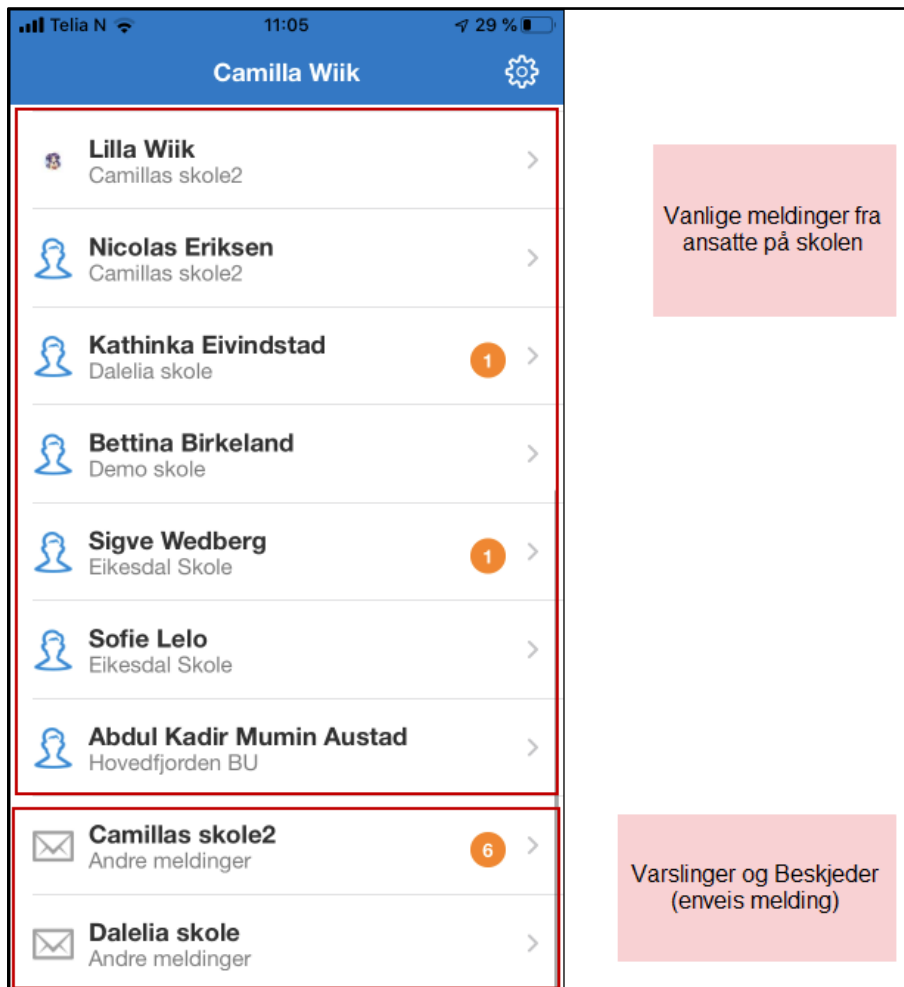 Telia N 11:05 29 %
Camilla Wiik
Lilla Wiik
Camillas skole2
Nicolas Eriksen
Camillas skole2
Kathinka Eivindstad
Dalelia skole
1
Bettina Birkeland
Demo skole
Sigve Wedberg
Eikesdal Skole
1
Sofie Lelo
Eikesdal Skole
Abdul Kadir Mumin Austad
Hovedfjorden BU
Camillas skole2
Andre meldinger
6
Dalelia skole
Andre meldinger
Vanlige meldinger fra
ansatte på skolen
Varslinger og Beskjeder
(enveis melding)